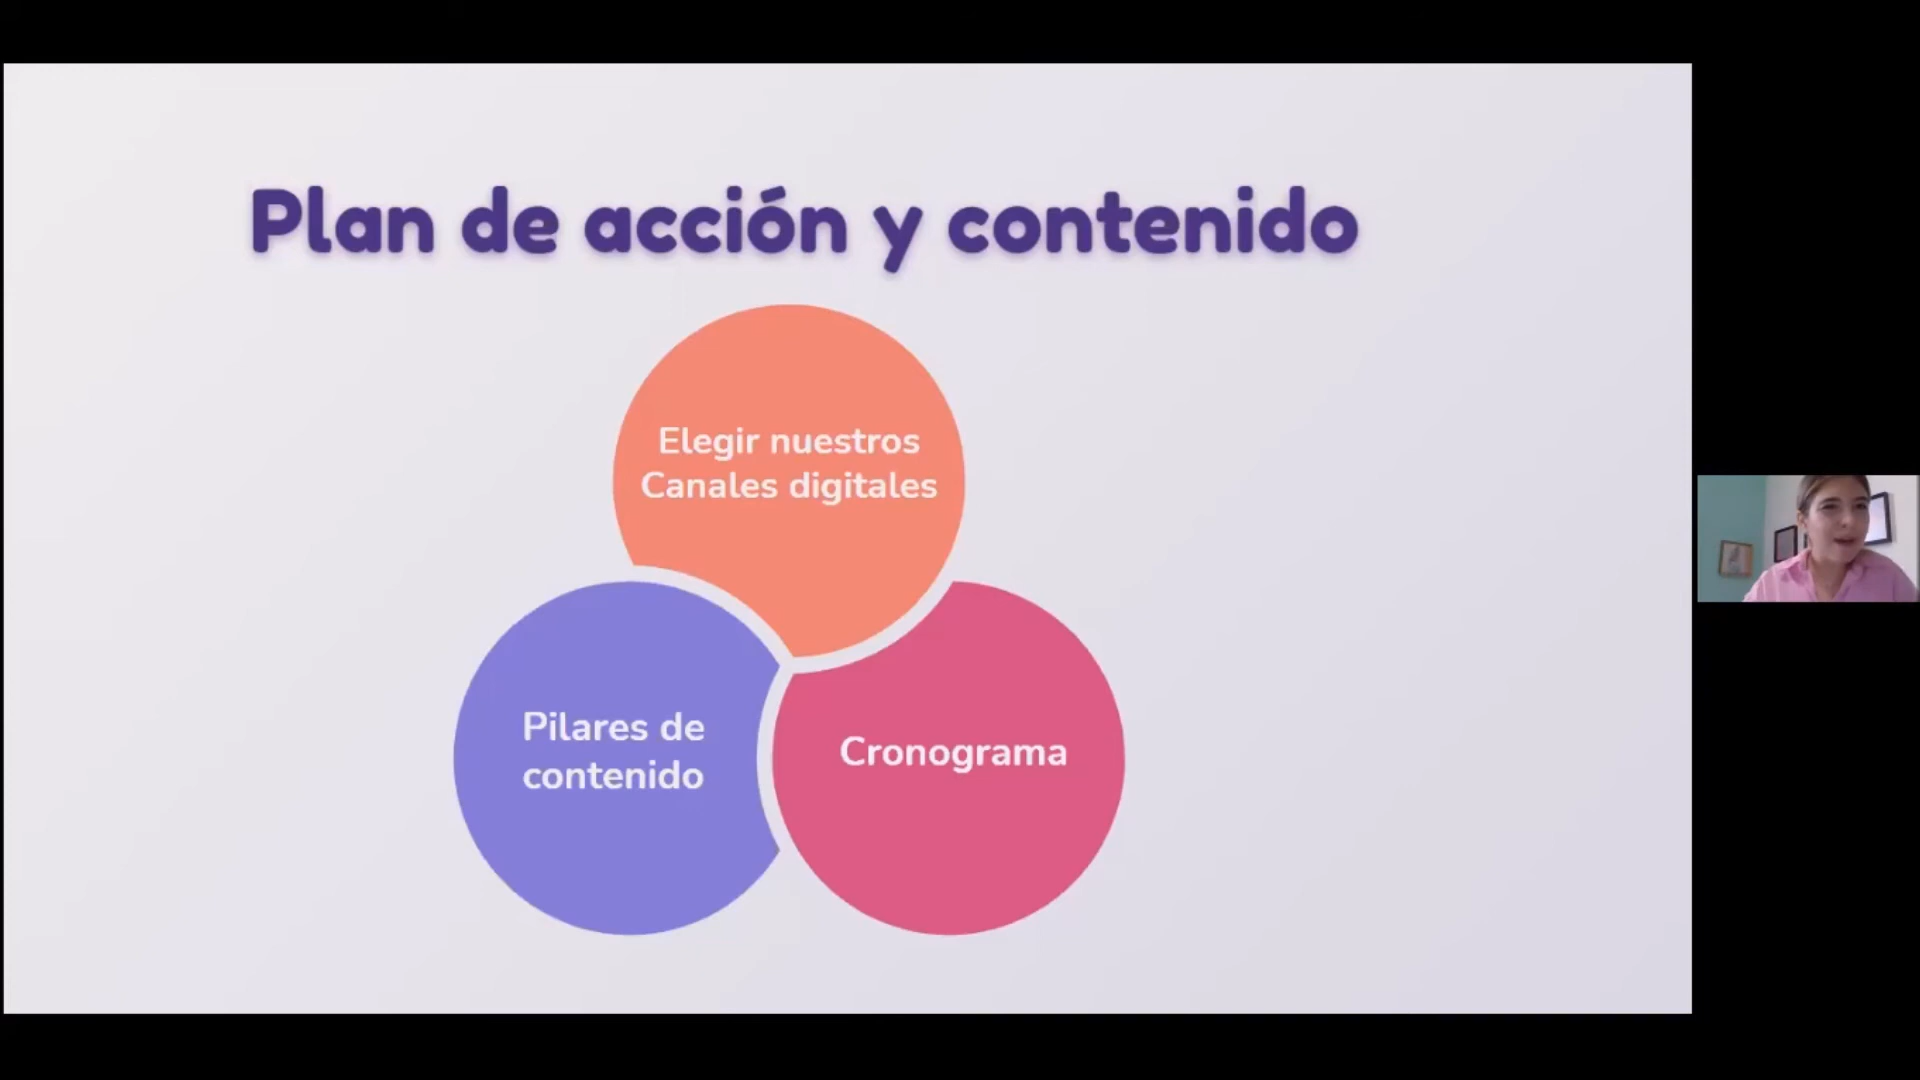 Plan de acción y contenido
Elegir nuestros
Canales digitales
Pilares de
contenido
Cronograma